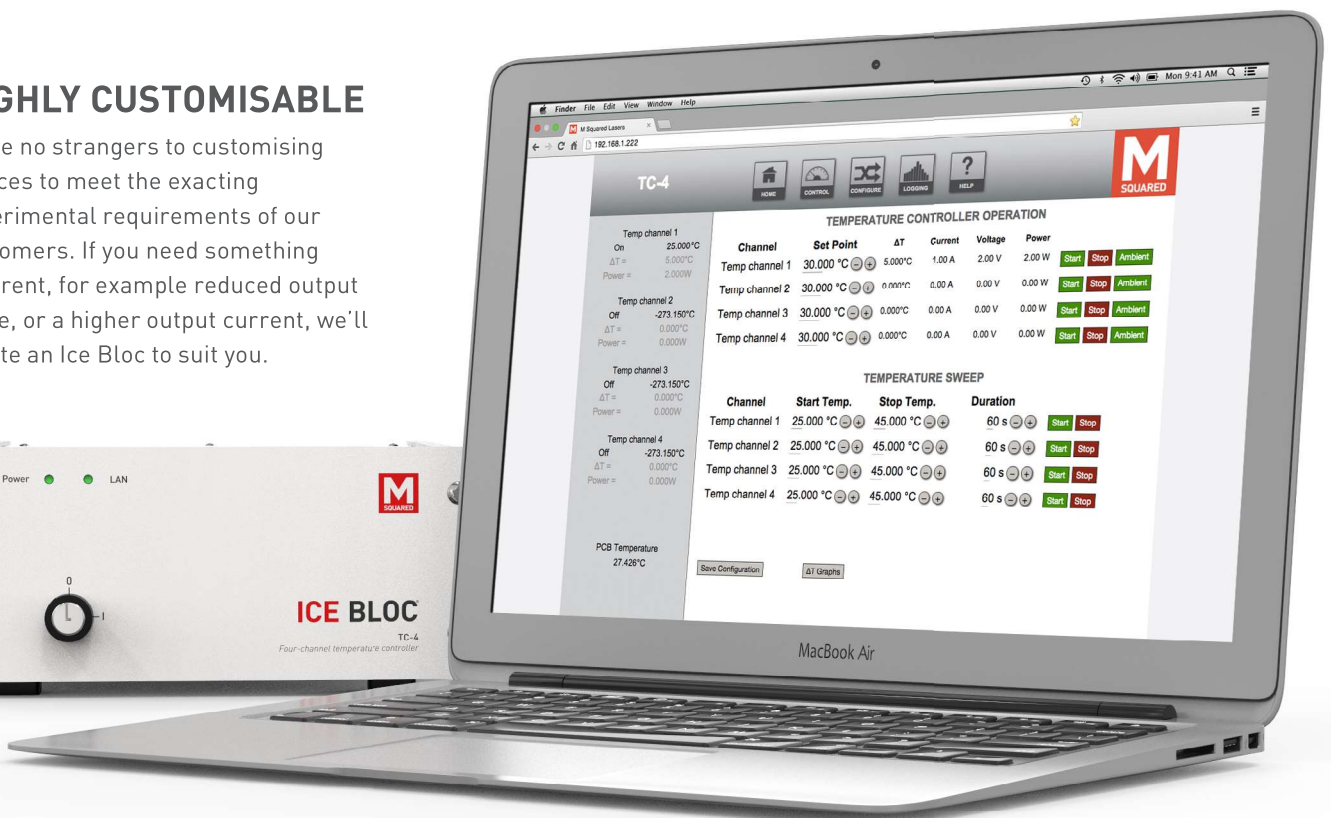 GHLY CUSTOMISABLE
e no strangers to customising
ices to meet the exacting
erimental requirements of our
omers. If you need something
erent, for example reduced output
e, or a higher output current, we'll
te an Ice Bloc to suit you.
Power LAN
M
SQUARED
0
I
ICE BLOC
TC-4
Four-channel temperature controller
Finder File Edit View Window Help Mon 9:41 AM
M Squared Lasers
192.168.1.222
TC-4
HOME CONTROL CONFIGURE LOGGING HELP
M
SQUARED
Temp channel 1
On 25.000°C
ΔT = 5.000°C
Power = 2.000W
Temp channel 2
Off -273.150°C
ΔT = 0.000°C
Power = 0.000W
Temp channel 3
Off -273.150°C
ΔT = 0.000°C
Power = 0.000W
Temp channel 4
Off -273.150°C
ΔT = 0.000°C
Power = 0.000W
PCB Temperature
27.426°C
TEMPERATURE CONTROLLER OPERATION
Channel Set Point ΔT Current Voltage Power
Temp channel 1 30.000 °C - + 5.000°C 1.00 A 2.00 V 2.00 W Start Stop Ambient
Temp channel 2 30.000 °C - + 0.000°C 0.00 A 0.00 V 0.00 W Start Stop Ambient
Temp channel 3 30.000 °C - + 0.000°C 0.00 A 0.00 V 0.00 W Start Stop Ambient
Temp channel 4 30.000 °C - + 0.000°C 0.00 A 0.00 V 0.00 W Start Stop Ambient
TEMPERATURE SWEEP
Channel Start Temp. Stop Temp. Duration
Temp channel 1 25.000 °C - + 45.000 °C - + 60 s - + Start Stop
Temp channel 2 25.000 °C - + 45.000 °C - + 60 s - + Start Stop
Temp channel 3 25.000 °C - + 45.000 °C - + 60 s - + Start Stop
Temp channel 4 25.000 °C - + 45.000 °C - + 60 s - + Start Stop
Save Configuration ΔT Graphs
MacBook Air